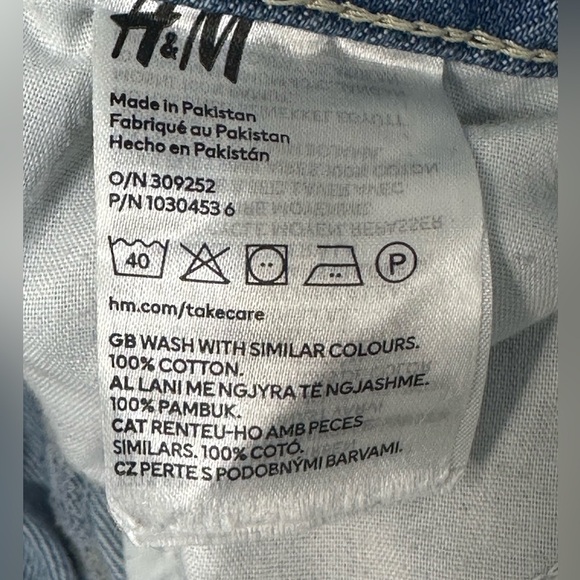 H&M
Made in Pakistan
Fabriqué au Pakistan
Hecho en Pakistán
O/N 309252
P/N 1030453 6
40 P
hm.com/takecare
GB WASH WITH SIMILAR COLOURS.
100% COTTON.
AL LANI ME NGJYRA TË NGJASHME.
100% PAMBUK.
CAT RENTEU-HO AMB PECES
SIMILARS. 100% COTÓ.
CZ PERTE S PODOBNÝMI BARVAMI.